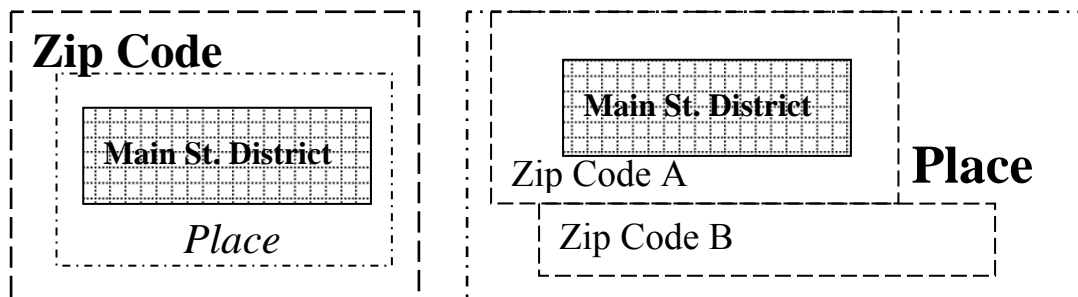 Zip Code
Main St. District
Place
Main St. District
Zip Code A
Place
Zip Code B